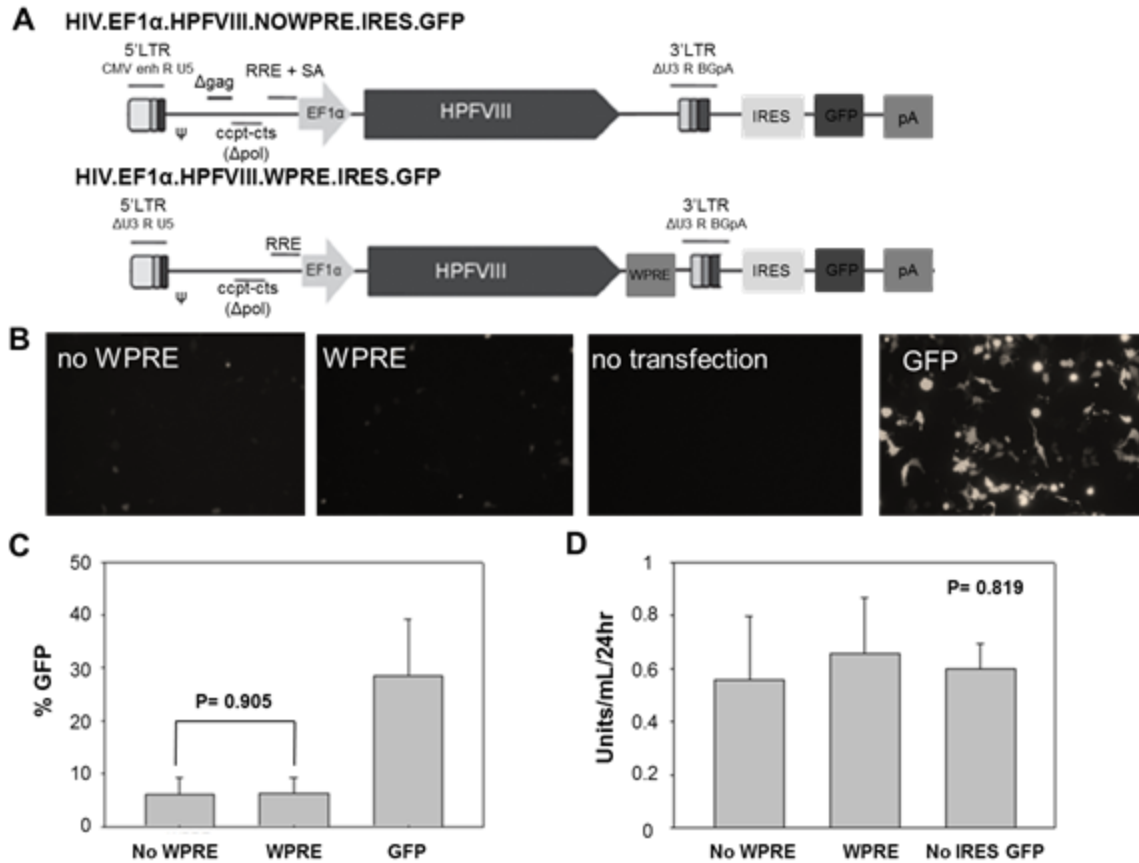 A HIV.EF1α.HPFVIII.NOWPRE.IRES.GFP
5'LTR
CMV enh R U5
Δgag
RRE + SA
3'LTR
ΔU3 R BGpA
EF1α
HPFVIII
IRES
GFP
pA
Ψ
ccpt-cts
(Δpol)
HIV.EF1α.HPFVIII.WPRE.IRES.GFP
5'LTR
ΔU3 R U5
RRE
3'LTR
ΔU3 R BGpA
EF1α
HPFVIII
WPRE
IRES
GFP
pA
Ψ
ccpt-cts
(Δpol)
B
no WPRE
WPRE
no transfection
GFP
C
% GFP
50
40
30
20
10
0
P= 0.905
No WPRE
WPRE
GFP
D
Units/mL/24hr
1
0.8
0.6
0.4
0.2
0
P= 0.819
No WPRE
WPRE
No IRES GFP